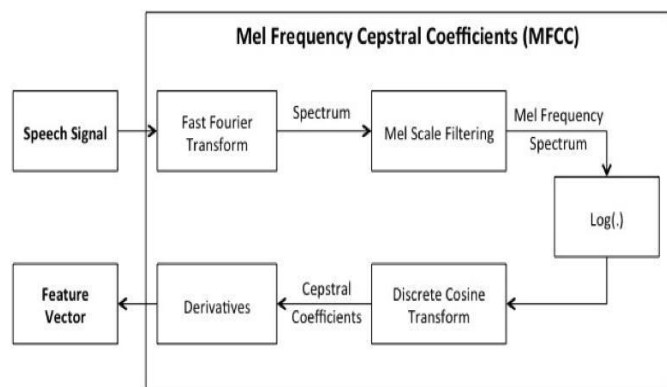 Mel Frequency Cepstral Coefficients (MFCC)
Speech Signal
Fast Fourier
Transform
Spectrum
Mel Scale Filtering
Mel Frequency
Spectrum
Log(.)
Discrete Cosine
Transform
Cepstral
Coefficients
Derivatives
Feature
Vector